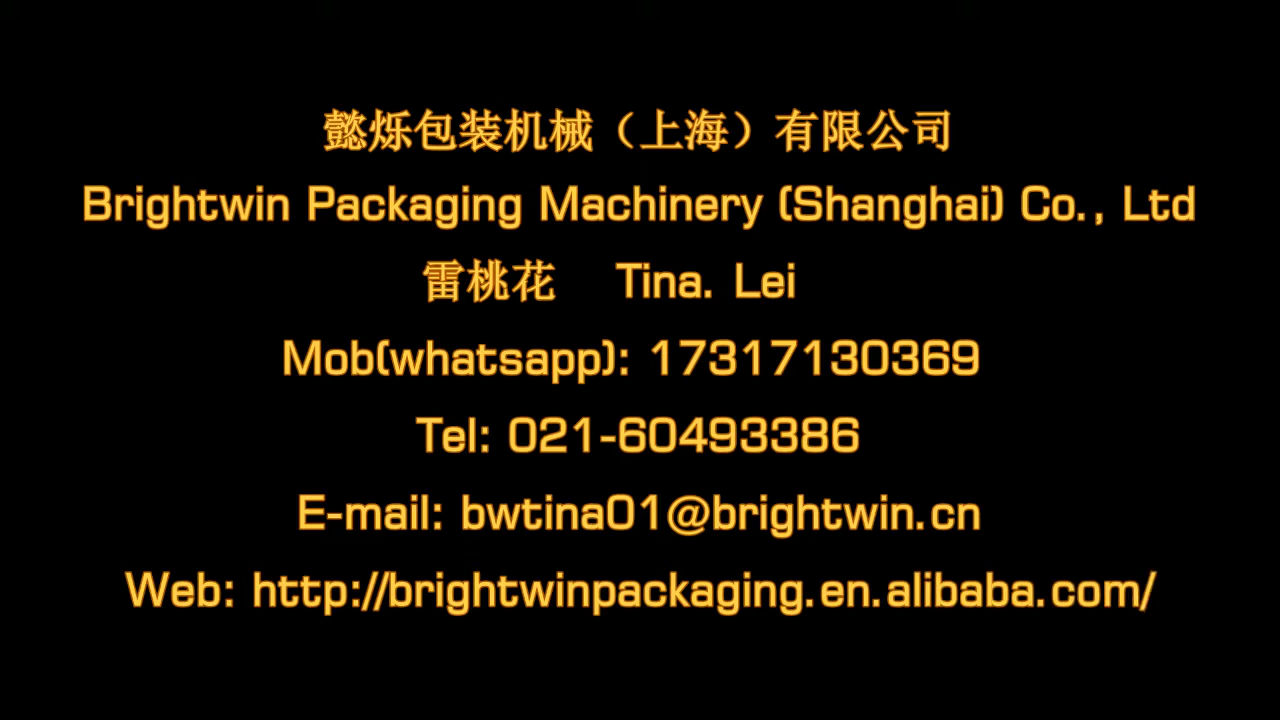 懿烁包装机械（上海）有限公司
Brightwin Packaging Machinery (Shanghai) Co., Ltd
雷桃花 Tina. Lei
Mob(whatsapp): 17317130369
Tel: 021-60493386
E-mail: bwtina01@brightwin.cn
Web: http://brightwinpackaging.en.alibaba.com/